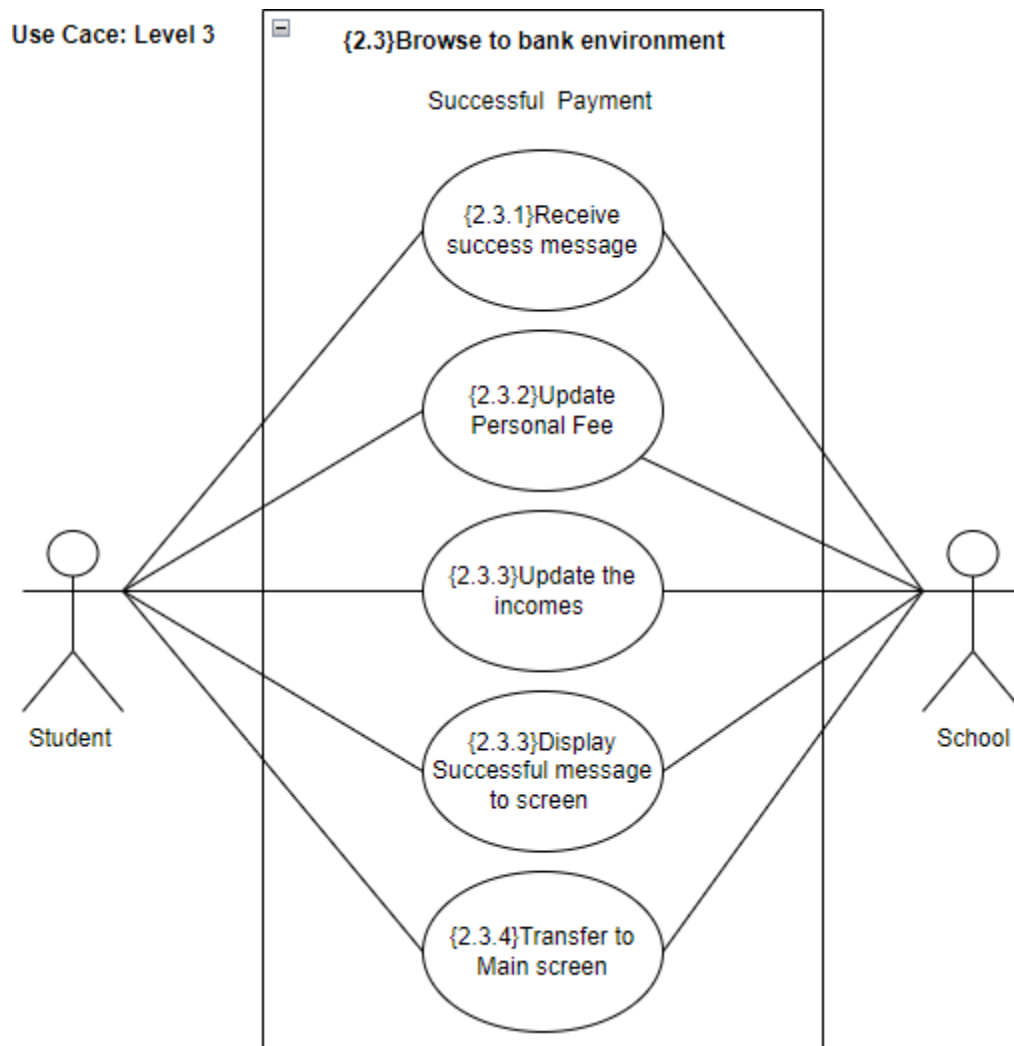 Use Cace: Level 3
{2.3}Browse to bank environment
Successful Payment
{2.3.1}Receive
success message
{2.3.2}Update
Personal Fee
{2.3.3}Update the
incomes
{2.3.3}Display
Successful message
to screen
{2.3.4}Transfer to
Main screen
Student
School